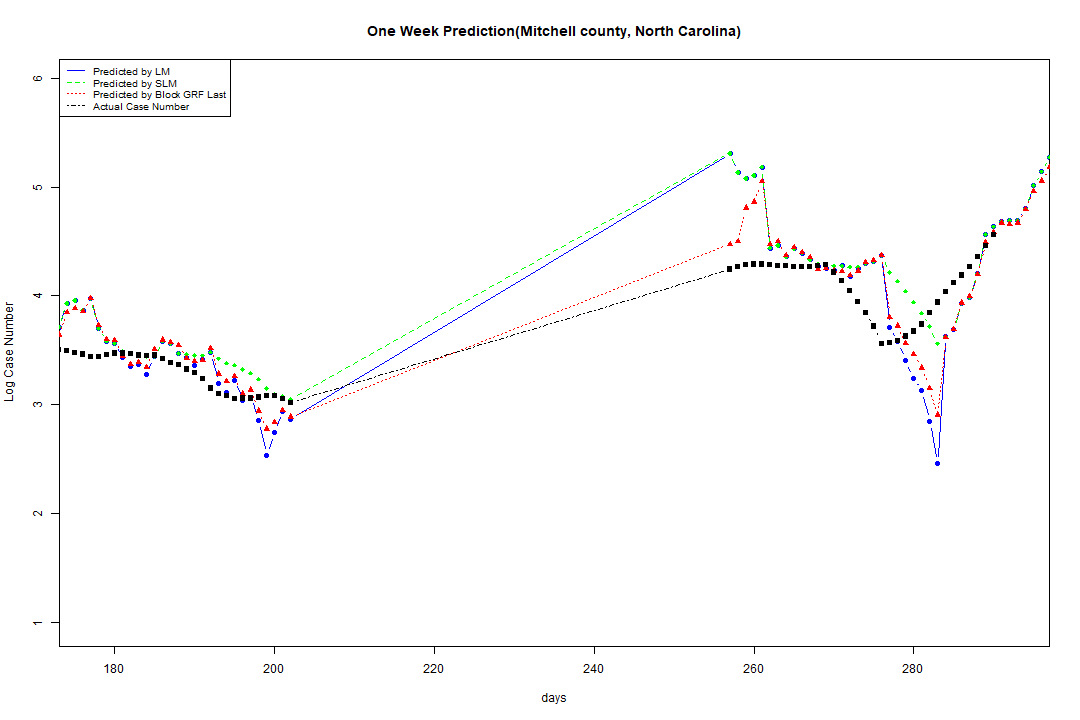 One Week Prediction(Mitchell county, North Carolina)
Predicted by LM
Predicted by SLM
Predicted by Block GRF Last
Actual Case Number
6
5
4
3
2
1
Log Case Number
180 200 220 240 260 280
days